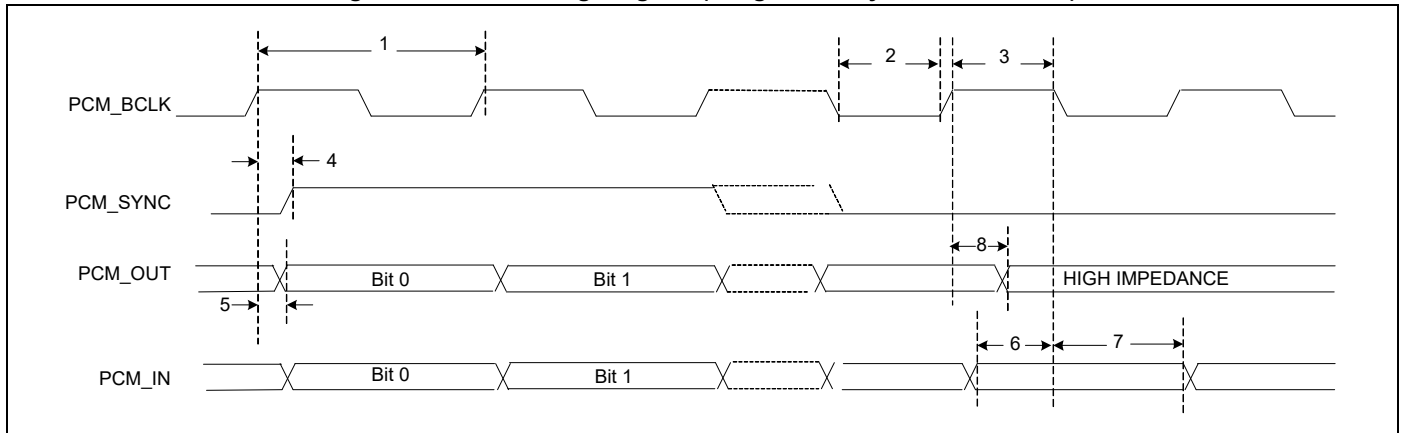 1
2
3
PCM_BCLK
4
PCM_SYNC
8
PCM_OUT
Bit 0
Bit 1
HIGH IMPEDANCE
5
6
7
PCM_IN
Bit 0
Bit 1